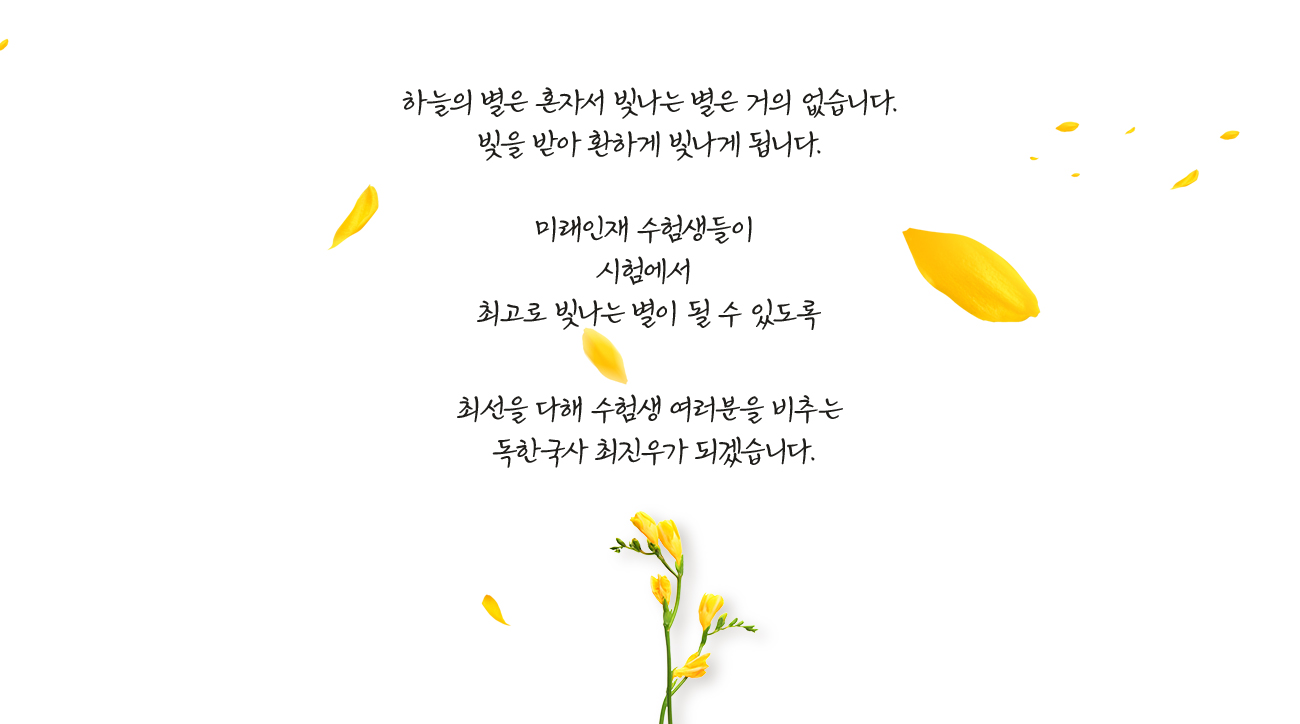 하늘의 별은 혼자서 빛나는 별은 거의 없습니다.
빛을 받아 환하게 빛나게 됩니다.
미래인재 수험생들이
시험에서
최고로 빛나는 별이 될 수 있도록
최선을 다해 수험생 여러분을 비추는
독한국사 최진우가 되겠습니다.